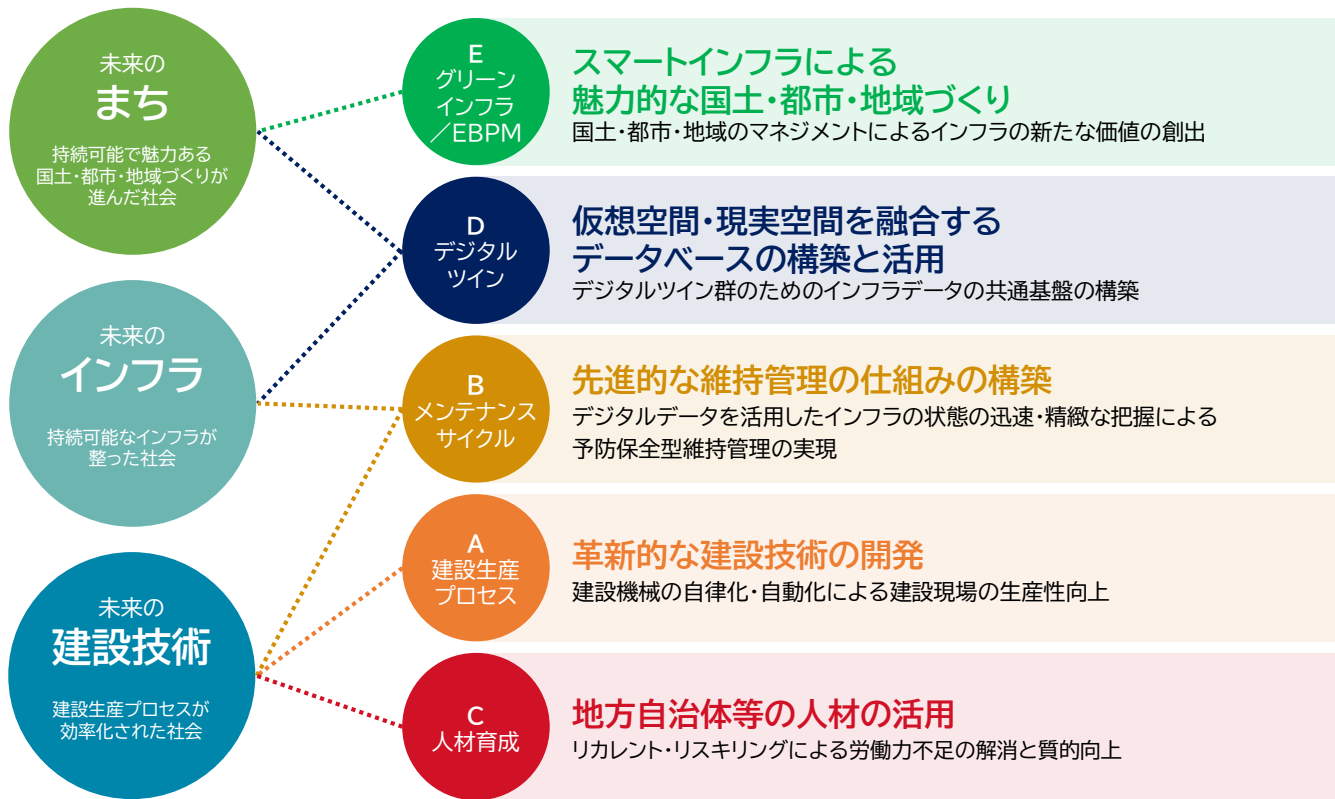 未来の
まち
持続可能で魅力ある
国土・都市・地域づくりが
進んだ社会
未来の
インフラ
持続可能なインフラが
整った社会
未来の
建設技術
建設生産プロセスが
効率化された社会
E
グリーン
インフラ
／EBPM
スマートインフラによる
魅力的な国土・都市・地域づくり
国土・都市・地域のマネジメントによるインフラの新たな価値の創出
D
デジタル
ツイン
仮想空間・現実空間を融合する
データベースの構築と活用
デジタルツイン群のためのインフラデータの共通基盤の構築
B
メンテナンス
サイクル
先進的な維持管理の仕組みの構築
デジタルデータを活用したインフラの状態の迅速・精緻な把握による
予防保全型維持管理の実現
A
建設生産
プロセス
革新的な建設技術の開発
建設機械の自律化・自動化による建設現場の生産性向上
C
人材育成
地方自治体等の人材の活用
リカレント・リスキリングによる労働力不足の解消と質的向上